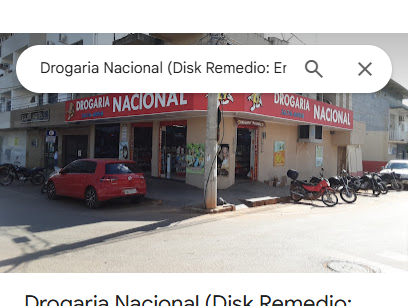 Drogaria Nacional (Disk Remedio: Er
DROGARIA NACIONAL
DROGARIA NACIONAL
Drogaria Nacional (Disk Remedio: